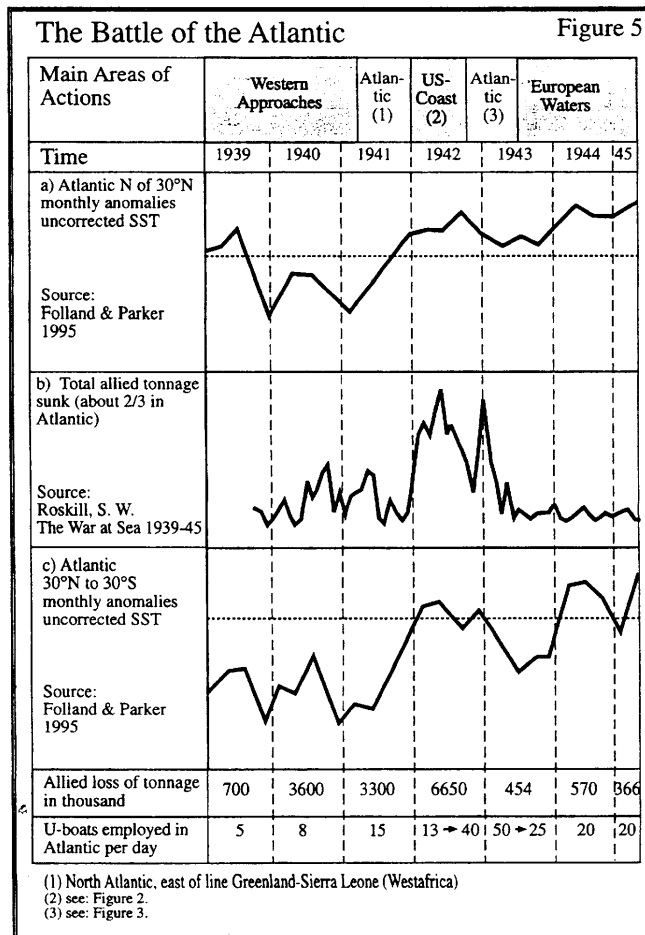 The Battle of the Atlantic
Figure 5
Main Areas of
Actions
Western
Approaches
Atlan-
tic
(1)
US-
Coast
(2)
Atlan-
tic
(3)
European
Waters
Time
1939
1940
1941
1942
1943
1944
45
a) Atlantic N of 30°N
monthly anomalies
uncorrected SST
Source:
Folland & Parker
1995
b) Total allied tonnage
sunk (about 2/3 in
Atlantic)
Source:
Roskill, S. W.
The War at Sea 1939-45
c) Atlantic
30°N to 30°S
monthly anomalies
uncorrected SST
Source:
Folland & Parker
1995
Allied loss of tonnage
in thousand
700
3600
3300
6650
454
570
366
U-boats employed in
Atlantic per day
5
8
15
13 → 40
50 → 25
20
20
(1) North Atlantic, east of line Greenland-Sierra Leone (Westafrica)
(2) see: Figure 2.
(3) see: Figure 3.